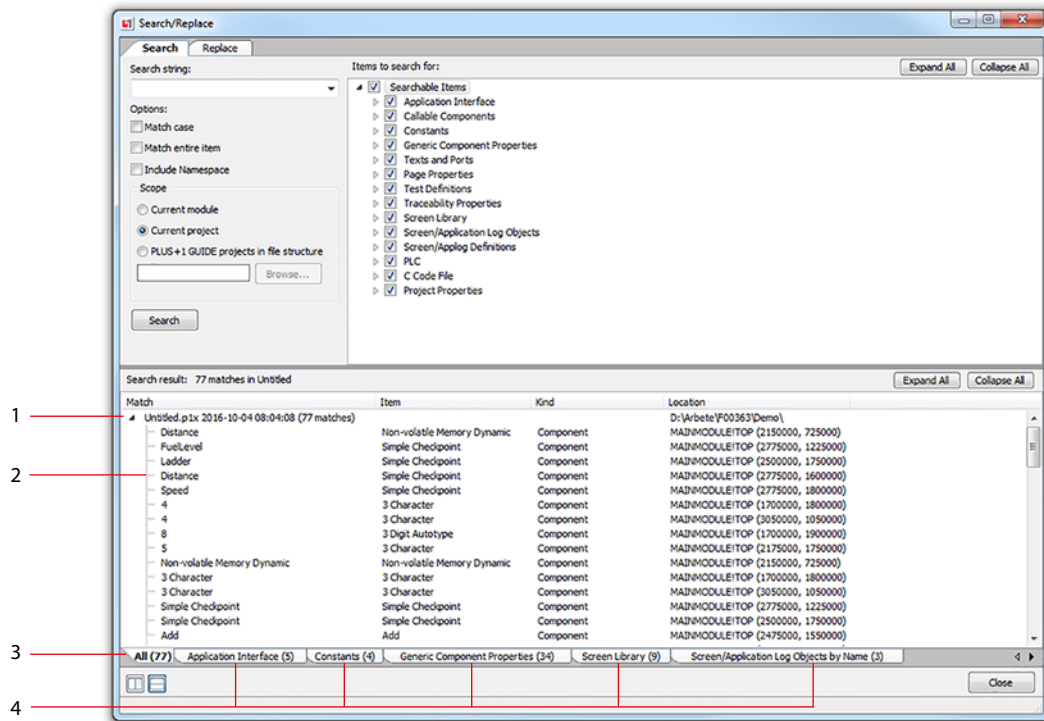 Search/Replace
Search Replace
Search string:
Items to search for:
Expand All Collapse All
Searchable Items
Options:
Application Interface
Callable Components
Match case
Constants
Match entire item
Generic Component Properties
Texts and Ports
Include Namespace
Page Properties
Scope
Test Definitions
Traceability Properties
Current module
Screen Library
Current project
Screen/Application Log Objects
PLUS+1 GUIDE projects in file structure
Screen/Applog Definitions
PLC
Browse...
C Code File
Project Properties
Search
Search result: 77 matches in Untitled
Expand All Collapse All
Match Item Kind Location
1 Untitled.p1x 2016-10-04 08:04:08 (77 matches) D:\Arbete\F00363\Demo\
Distance Non-volatile Memory Dynamic Component MAINMODULE!TOP (2150000, 725000)
FuelLevel Simple Checkpoint Component MAINMODULE!TOP (2775000, 1225000)
Ladder Simple Checkpoint Component MAINMODULE!TOP (2500000, 1750000)
2 Distance Simple Checkpoint Component MAINMODULE!TOP (2775000, 1600000)
Speed Simple Checkpoint Component MAINMODULE!TOP (2775000, 1800000)
4 3 Character Component MAINMODULE!TOP (1700000, 1800000)
4 3 Character Component MAINMODULE!TOP (3050000, 1050000)
8 3 Digit Autotype Component MAINMODULE!TOP (1700000, 1900000)
5 3 Character Component MAINMODULE!TOP (2175000, 1750000)
Non-volatile Memory Dynamic Non-volatile Memory Dynamic Component MAINMODULE!TOP (2150000, 725000)
3 Character 3 Character Component MAINMODULE!TOP (1700000, 1800000)
3 Character 3 Character Component MAINMODULE!TOP (3050000, 1050000)
Simple Checkpoint Simple Checkpoint Component MAINMODULE!TOP (2775000, 1225000)
Simple Checkpoint Simple Checkpoint Component MAINMODULE!TOP (2500000, 1750000)
Add Add Component MAINMODULE!TOP (2475000, 1550000)
3 All (77) Application Interface (5) Constants (4) Generic Component Properties (34) Screen Library (9) Screen/Application Log Objects by Name (3)
Close
4